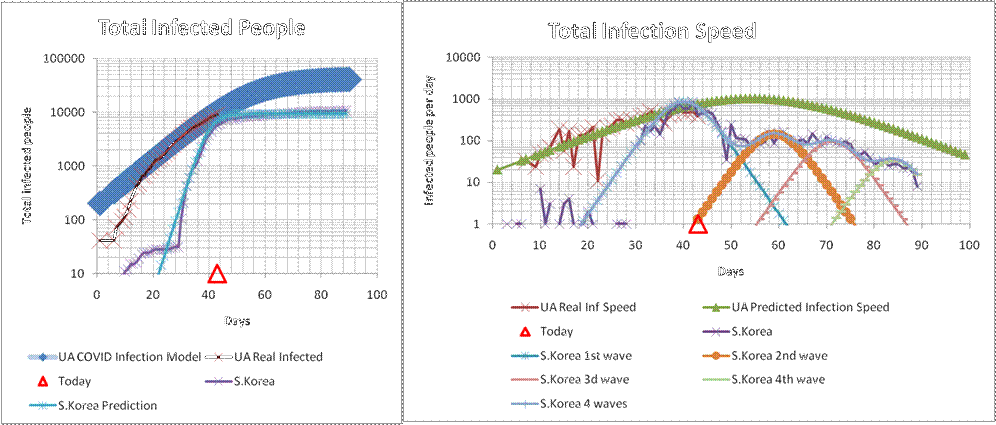 Total Infected People
Total infected people
100000
10000
1000
100
10
0
20
40
60
80
100
Days
UA COVID Infection Model
UA Real Infected
Today
S.Korea
S.Korea Prediction
Total Infection Speed
Infected people per day
10000
1000
100
10
1
0
10
20
30
40
50
60
70
80
90
100
Days
UA Real Inf Speed
UA Predicted Infection Speed
Today
S.Korea
S.Korea 1st wave
S.Korea 2nd wave
S.Korea 3d wave
S.Korea 4th wave
S.Korea 4 waves